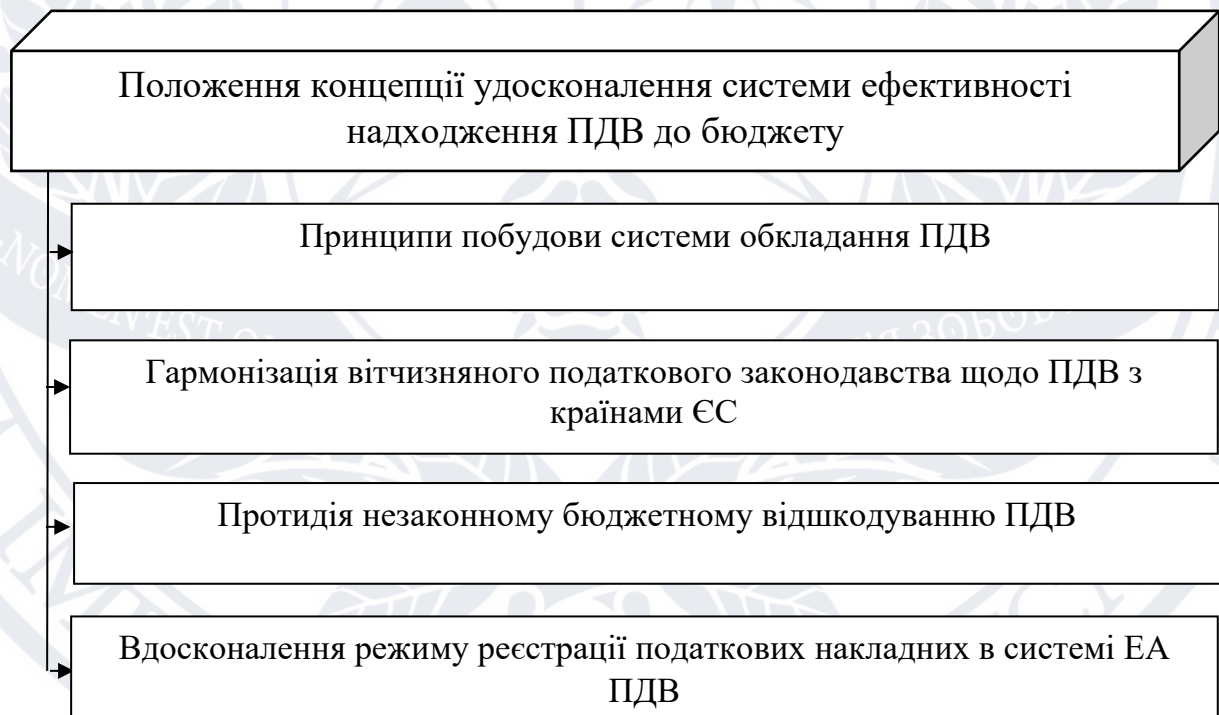 Положення концепції удосконалення системи ефективності
надходження ПДВ до бюджету
Принципи побудови системи обкладання ПДВ
Гармонізація вітчизняного податкового законодавства щодо ПДВ з
країнами ЄС
Протидія незаконному бюджетному відшкодуванню ПДВ
Вдосконалення режиму реєстрації податкових накладних в системі ЕА
ПДВ